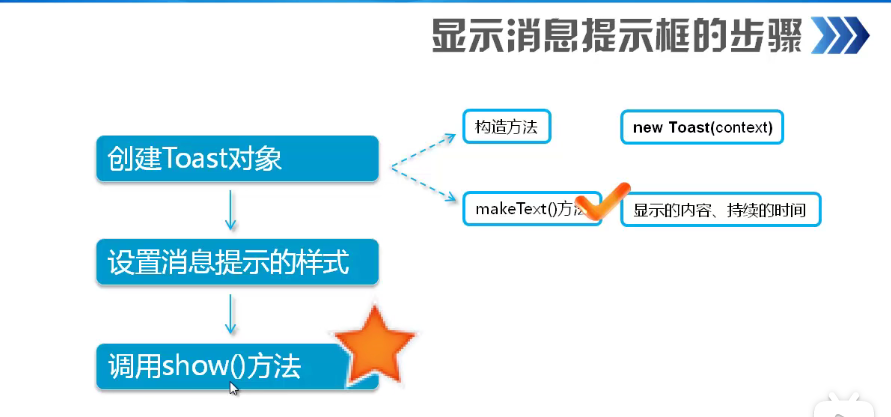 显示消息提示框的步骤
创建Toast对象
构造方法
new Toast(context)
makeText()方法
显示的内容、持续的时间
设置消息提示的样式
调用show()方法